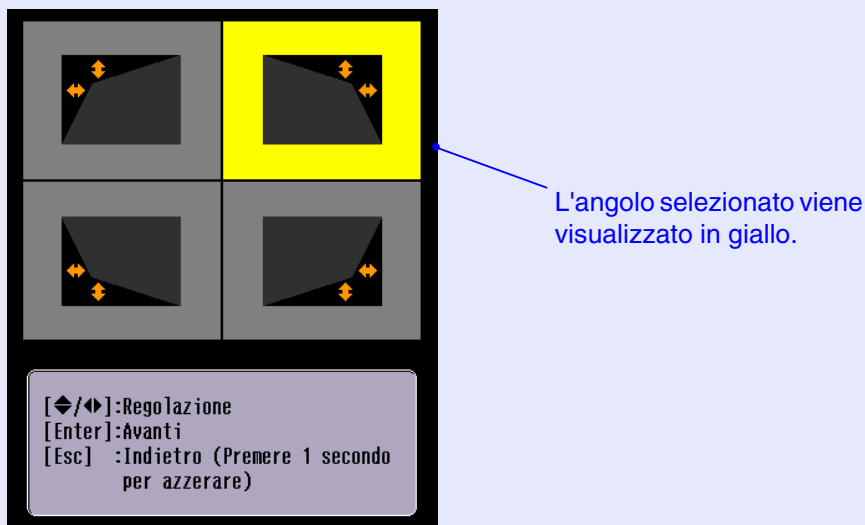 L'angolo selezionato viene
visualizzato in giallo.
[◆/◆]:Regolazione
[Enter]:Avanti
[Esc] :Indietro (Premere 1 secondo
per azzerare)